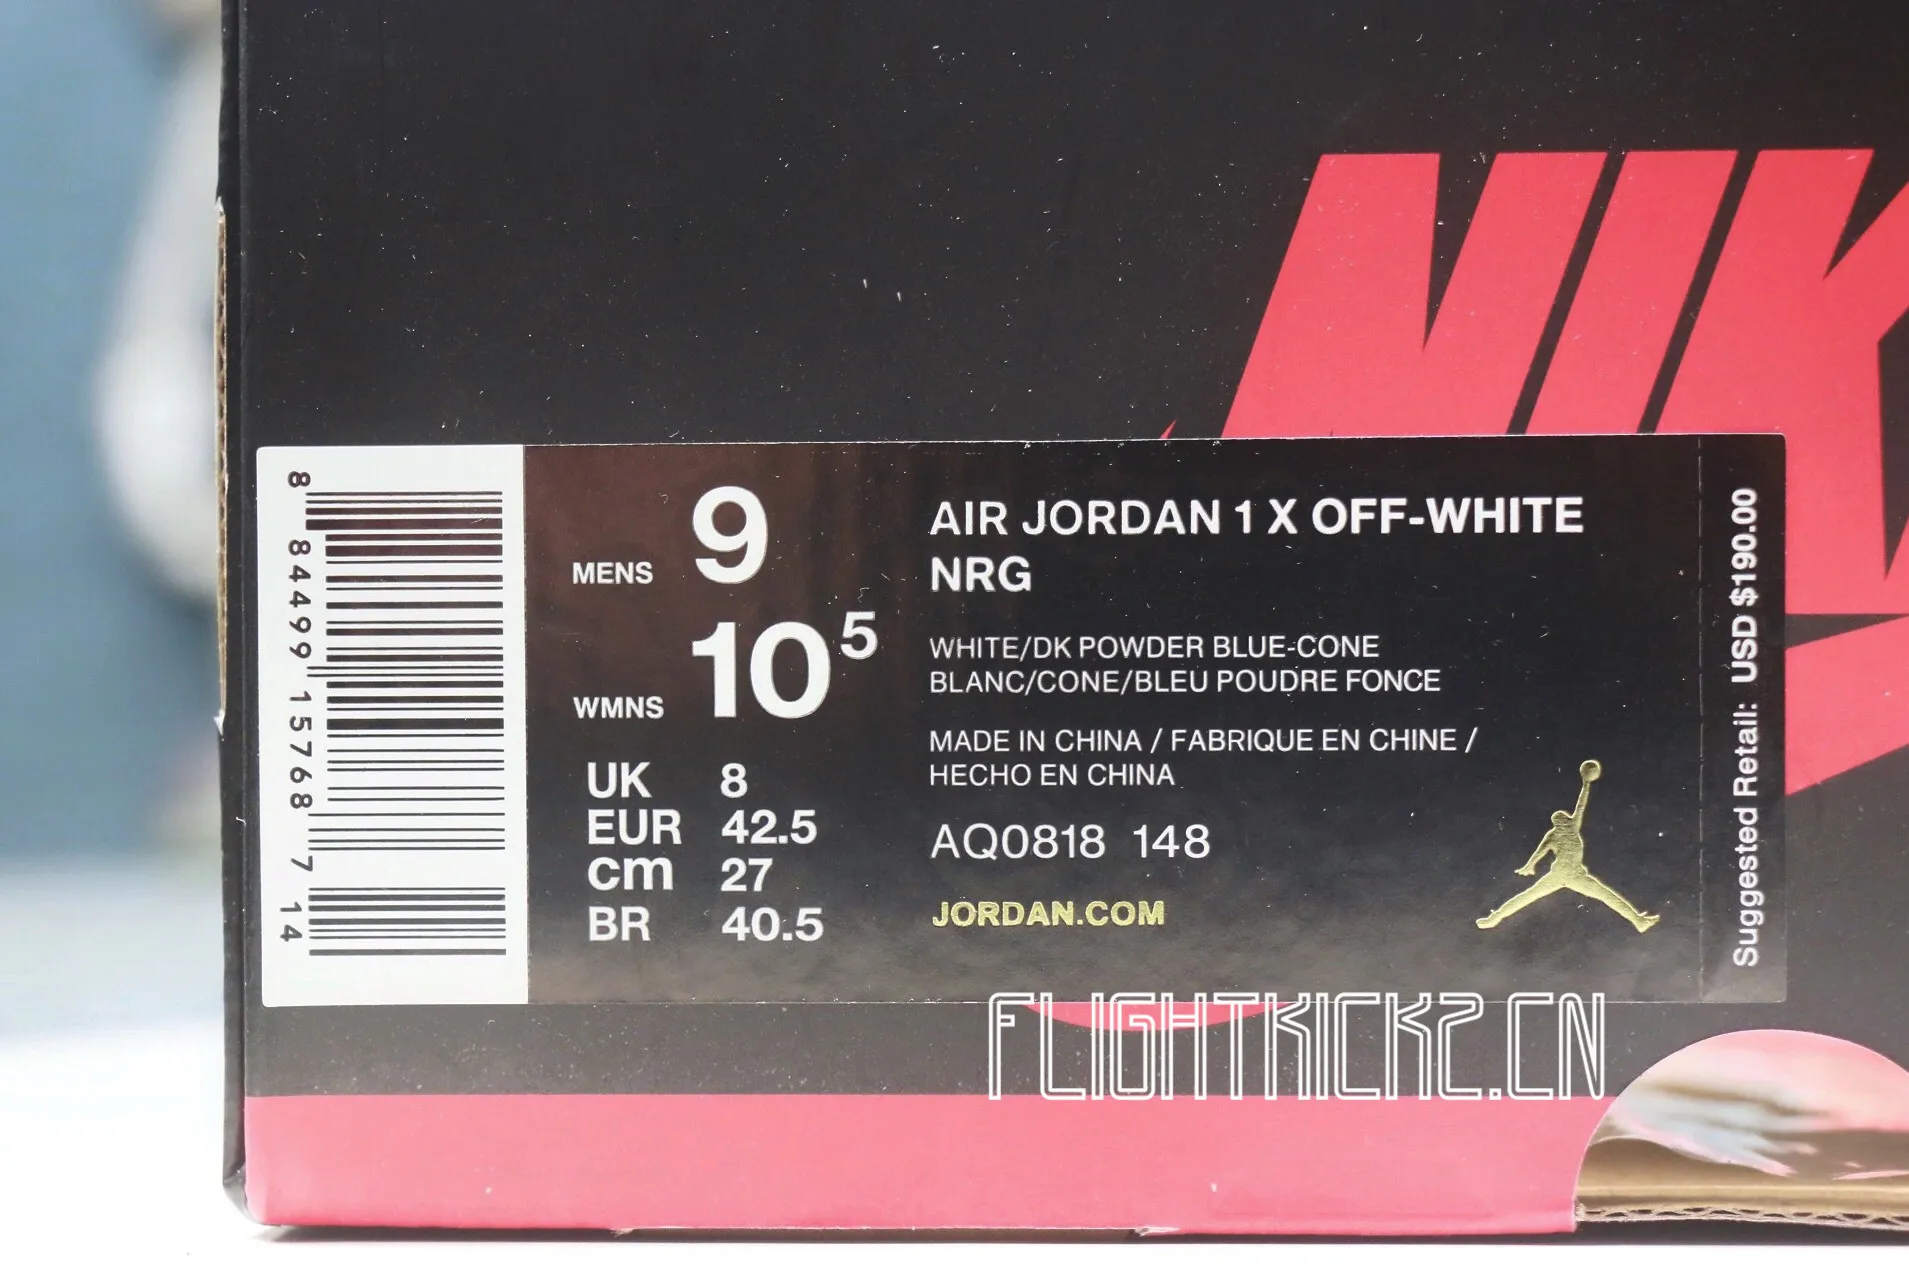 NIK
8 84499 15768 7 14
MENS 9
WMNS 10 5
UK 8
EUR 42.5
cm 27
BR 40.5
AIR JORDAN 1 X OFF-WHITE
NRG
WHITE/DK POWDER BLUE-CONE
BLANC/CONE/BLEU POUDRE FONCE
MADE IN CHINA / FABRIQUE EN CHINE /
HECHO EN CHINA
AQ0818 148
JORDAN.COM
Suggested Retail: USD $190.00
FLIGHTKICKZ.CN